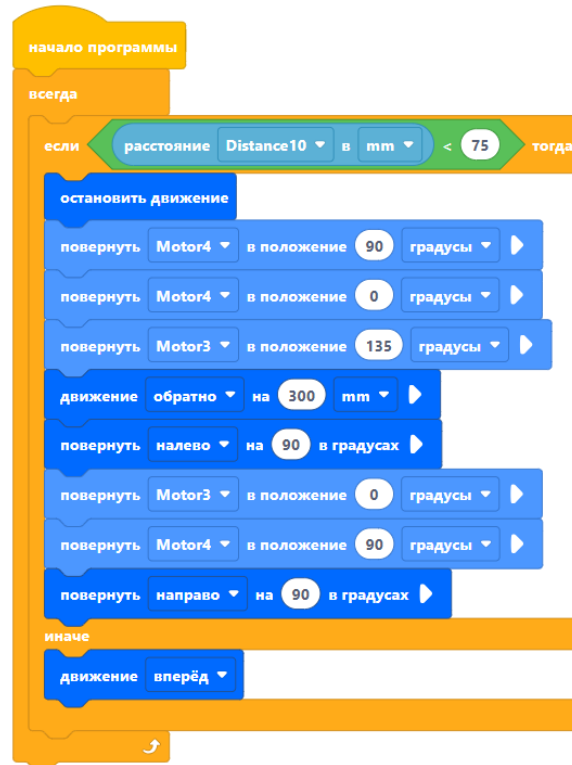 начало программы
всегда
если расстояние Distance10 в mm < 75 тогда
остановить движение
повернуть Motor4 в положение 90 градусы
повернуть Motor4 в положение 0 градусы
повернуть Motor3 в положение 135 градусы
движение обратно на 300 mm
повернуть налево на 90 в градусах
повернуть Motor3 в положение 0 градусы
повернуть Motor4 в положение 90 градусы
повернуть направо на 90 в градусах
иначе
движение вперёд